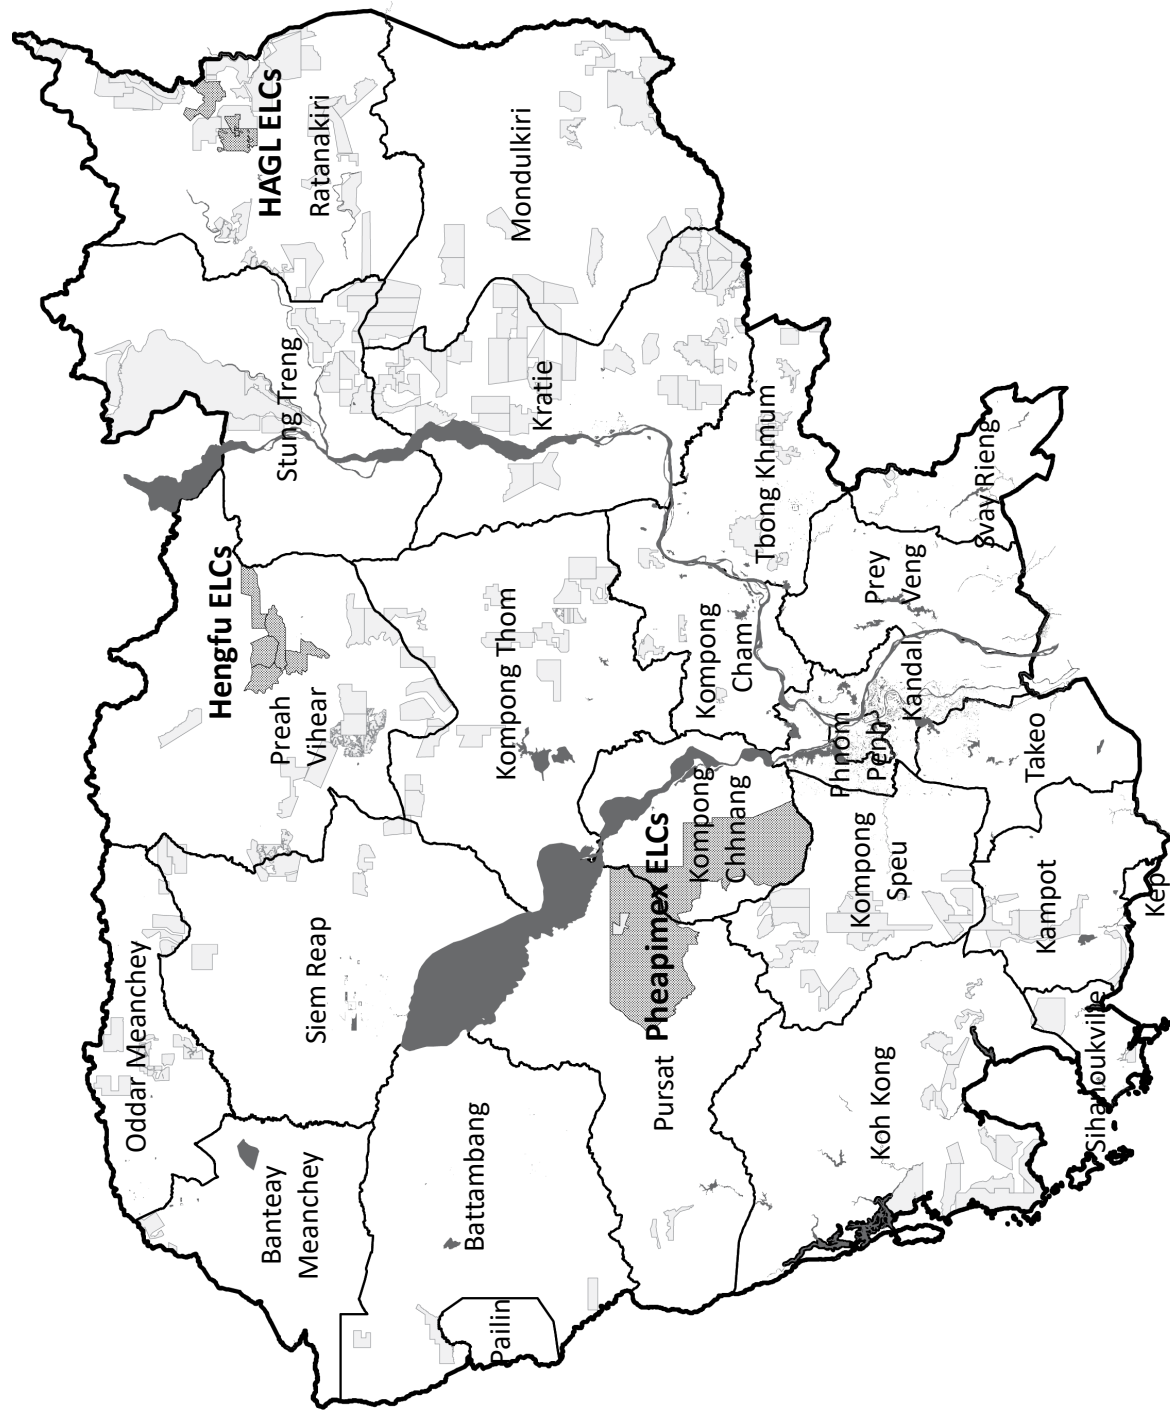 Oddar Meanchey
Banteay
Meanchey
Siem Reap
Preah
Vihear
Hengfu ELCs
Stung Treng
HAGL ELCs
Ratanakiri
Battambang
Pailin
Kompong Thom
Kratie
Mondulkiri
Pursat
Pheapimex ELCs
Kompong
Chhnang
Kompong
Cham
Tbong Khmum
Koh Kong
Kompong
Speu
Phnom
Penh
Kandal
Prey
Veng
Svay Rieng
Takeo
Kampot
Sihanoukville
Kep